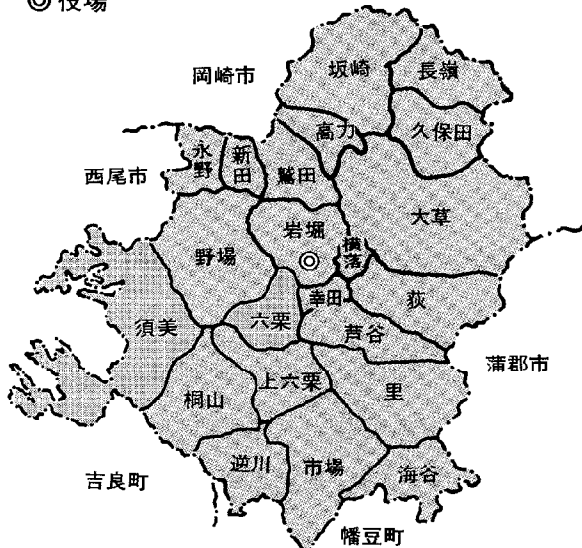 ◎役場
岡崎市
坂崎
長嶺
高力
久保田
永野
新田
鷲田
西尾市
大草
岩堀
横落
野場
◎
幸田
荻
須美
六栗
芦谷
蒲郡市
上六栗
桐山
里
逆川
市場
海谷
吉良町
幡豆町